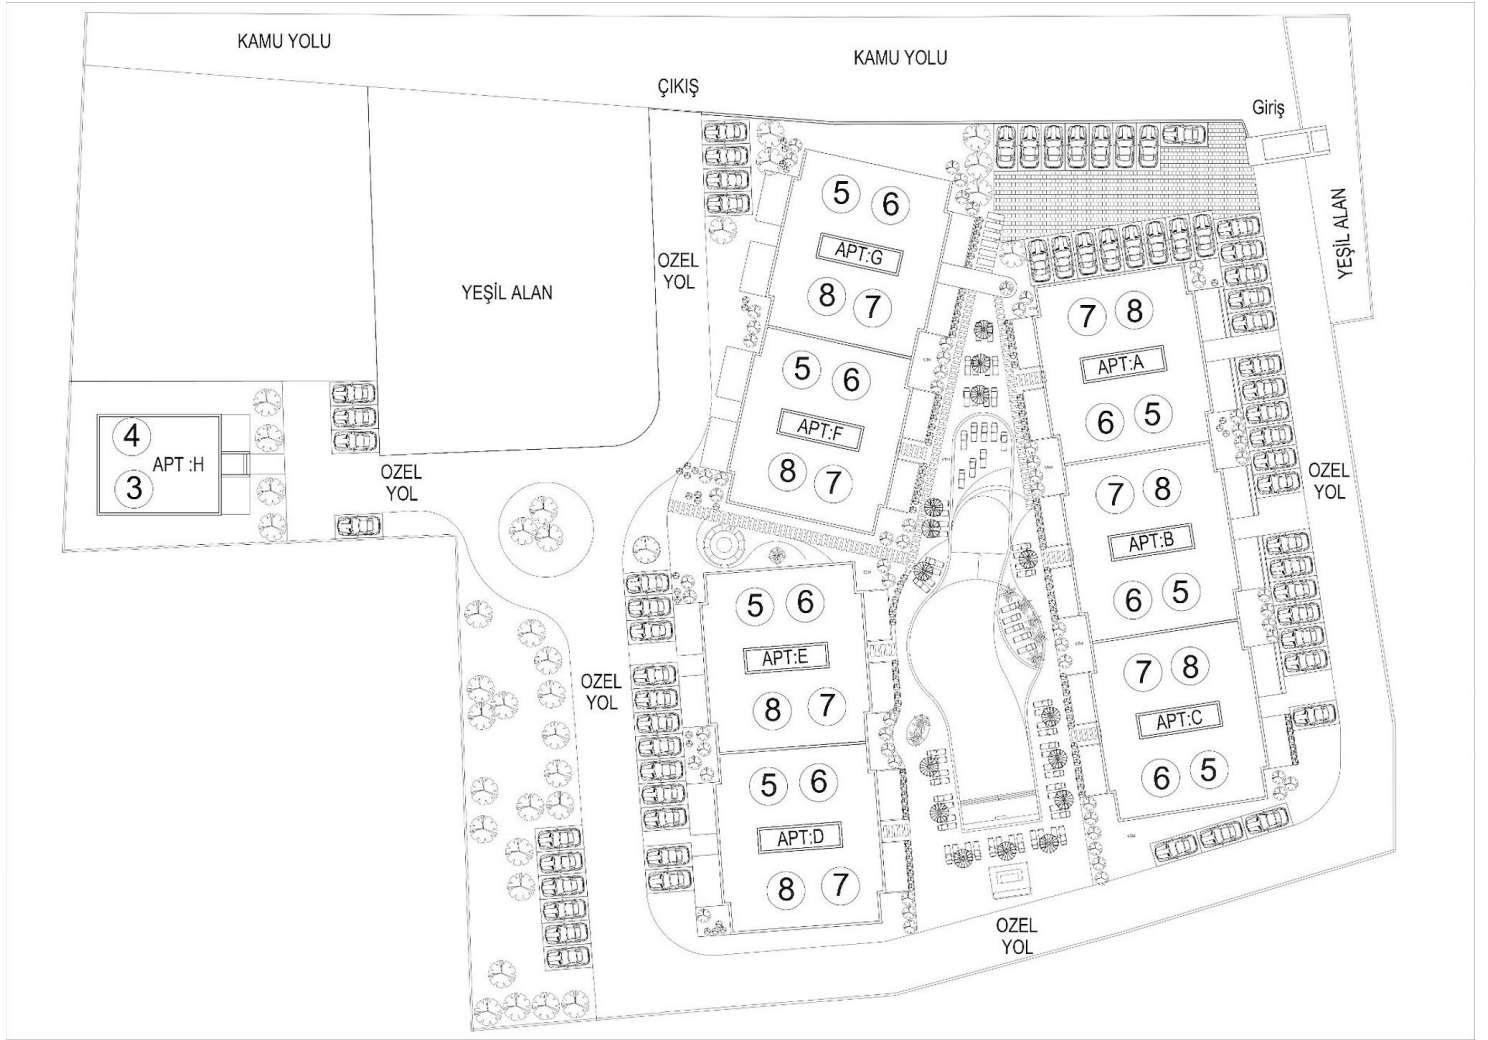 KAMU YOLU
KAMU YOLU
ÇIKIŞ
Giriş
YEŞİL ALAN
YEŞİL ALAN
OZEL
YOL
5 6
APT:G
8 7
7 8
APT:A
6 5
5 6
APT:F
8 7
4
APT :H
3
OZEL
YOL
OZEL
YOL
7 8
APT:B
6 5
5 6
APT:E
8 7
OZEL
YOL
7 8
APT:C
6 5
5 6
APT:D
8 7
OZEL
YOL